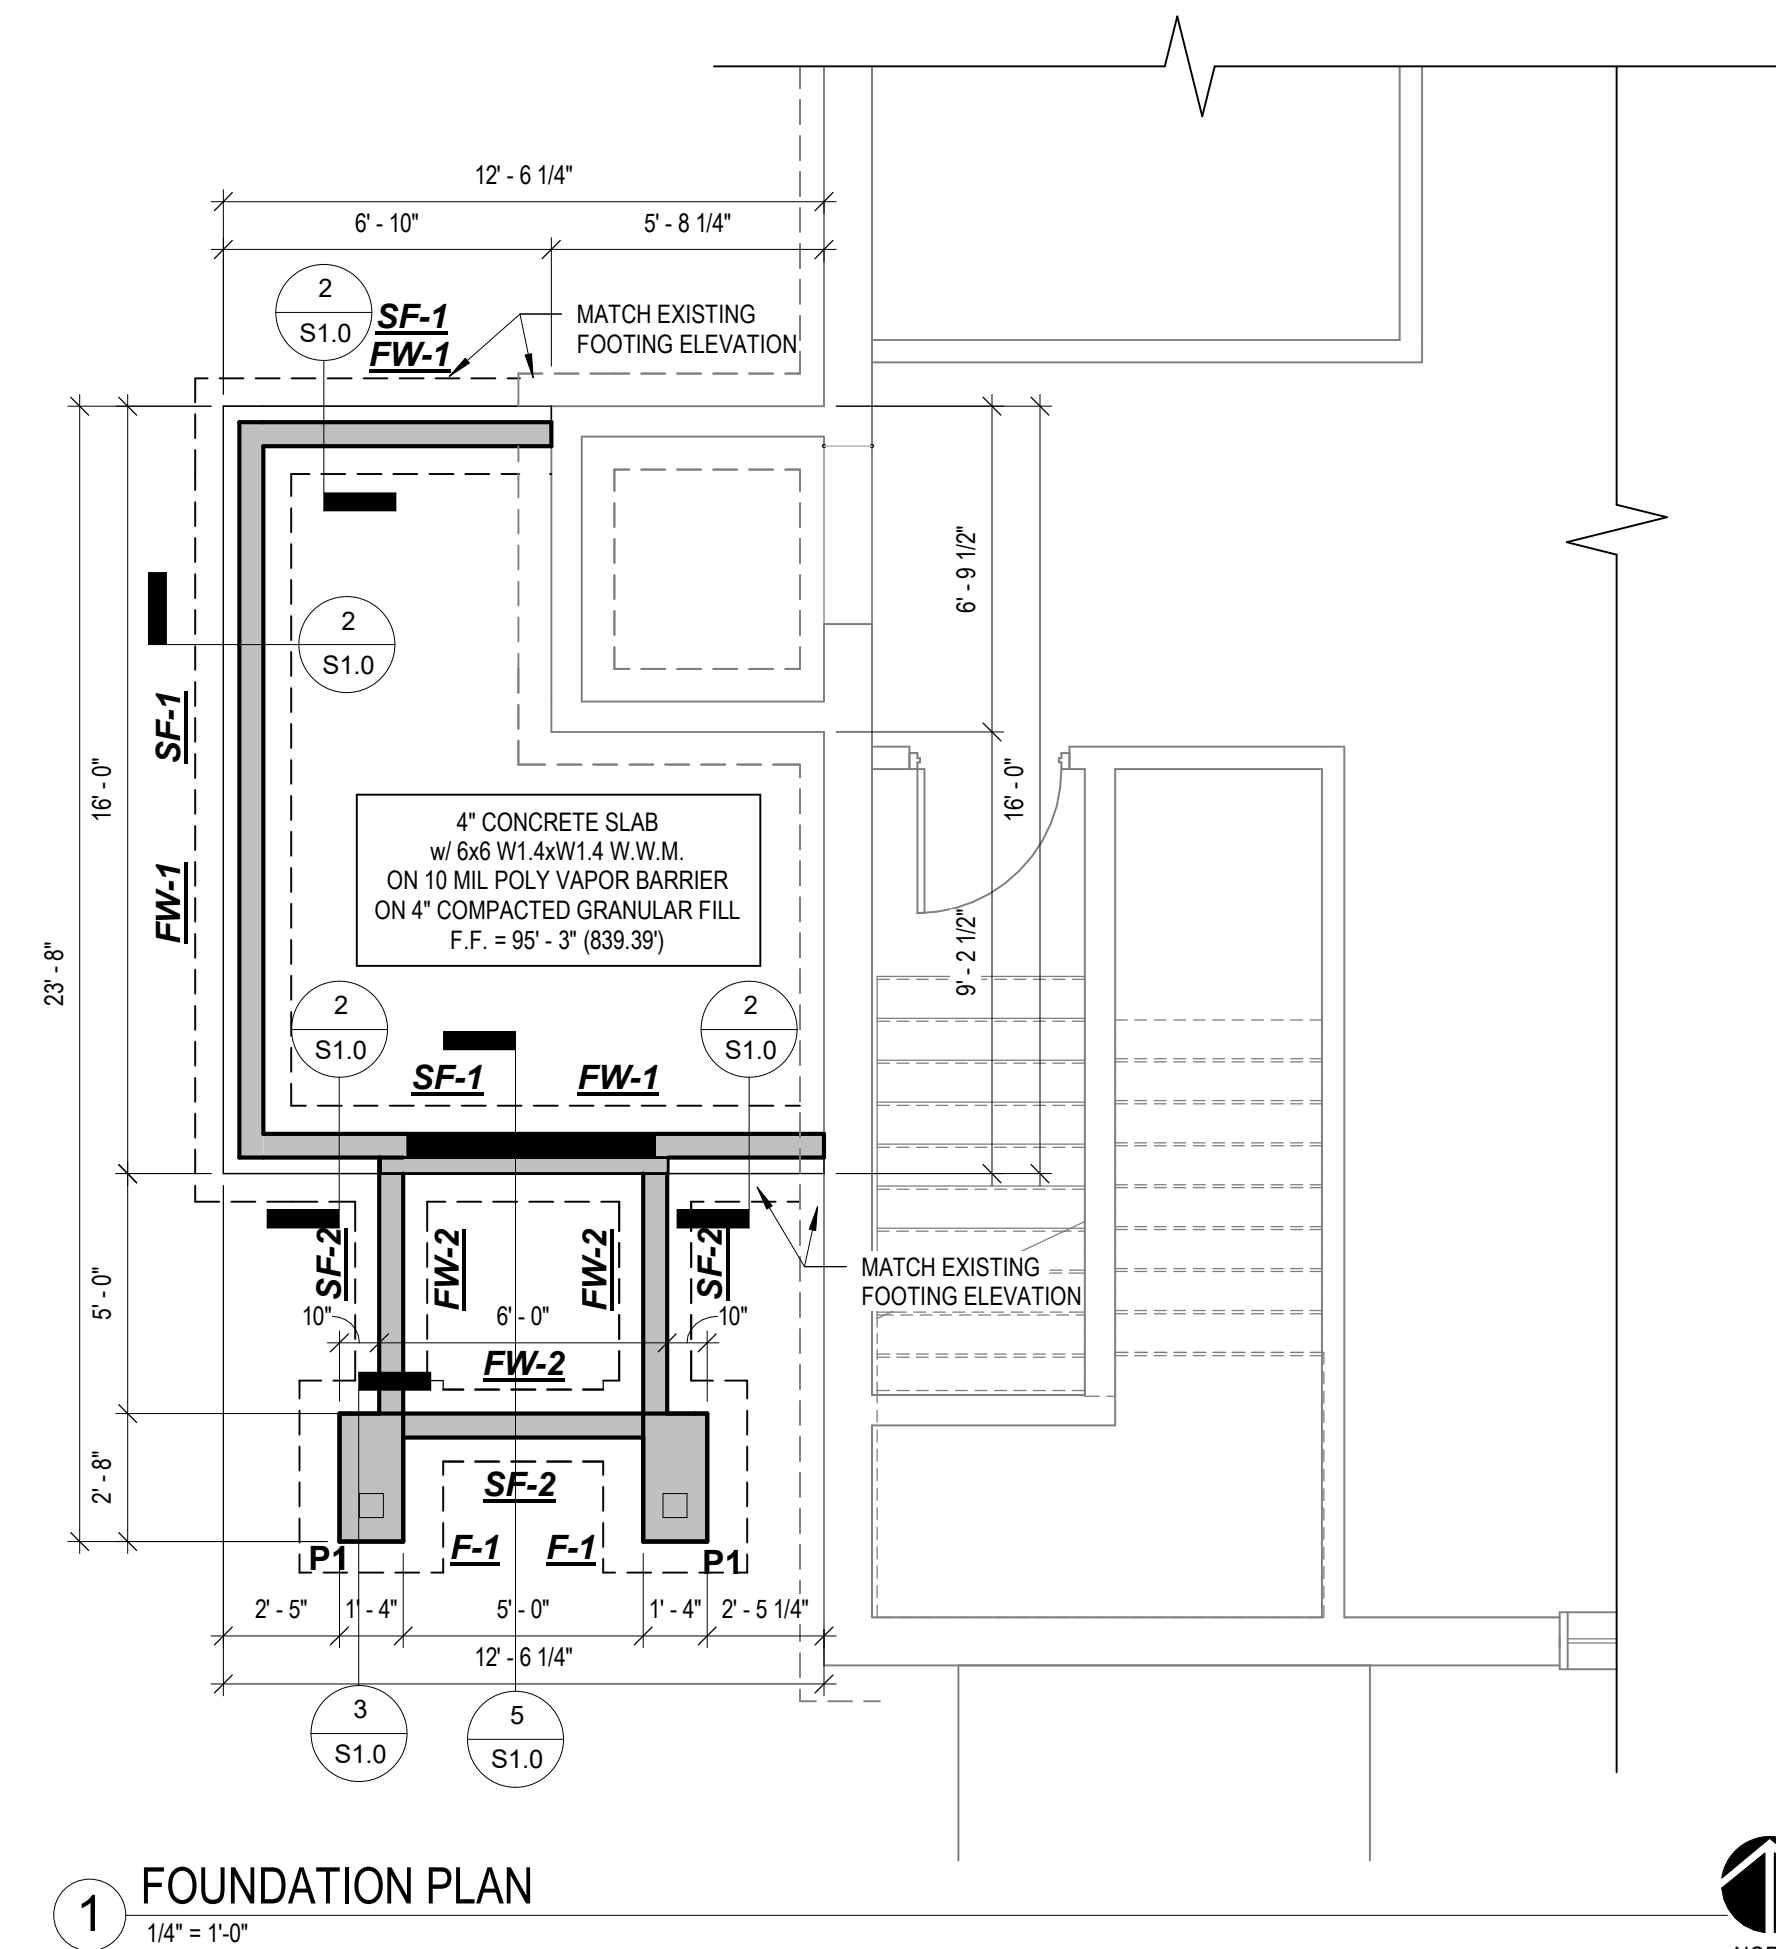 12' - 6 1/4"
6' - 10"
5' - 8 1/4"
2
S1.0
SF-1
FW-1
MATCH EXISTING
FOOTING ELEVATION
6' - 9 1/2"
2
S1.0
SF-1
FW-1
16' - 0"
23' - 8"
16' - 0"
9' - 2 1/2"
4" CONCRETE SLAB
w/ 6x6 W1.4xW1.4 W.W.M.
ON 10 MIL POLY VAPOR BARRIER
ON 4" COMPACTED GRANULAR FILL
F.F. = 95' - 3" (839.39')
2
S1.0
2
S1.0
SF-1
FW-1
SF-2
FW-2
FW-2
SF-2
MATCH EXISTING
FOOTING ELEVATION
5' - 0"
10"
6' - 0"
10"
FW-2
2' - 8"
SF-2
P1
F-1
F-1
P1
2' - 5"
1' - 4"
5' - 0"
1' - 4"
2' - 5 1/4"
12' - 6 1/4"
3
S1.0
5
S1.0
1
FOUNDATION PLAN
1/4" = 1'-0"